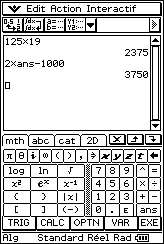 Edit Action Interactif
125×19
2375
2×ans-1000
3750
mth abc cat 2D
π θ i ∞ ( ) , ⇒ x y z t
log ln √ 7 8 9 ^ =
x² eˣ x⁻¹ 4 5 6 × ÷
( ) 1 2 3 + −
[ ] (−) 0 . E ans
TRIG CALC OPTN VAR EXE
Alg Standard Réel Rad